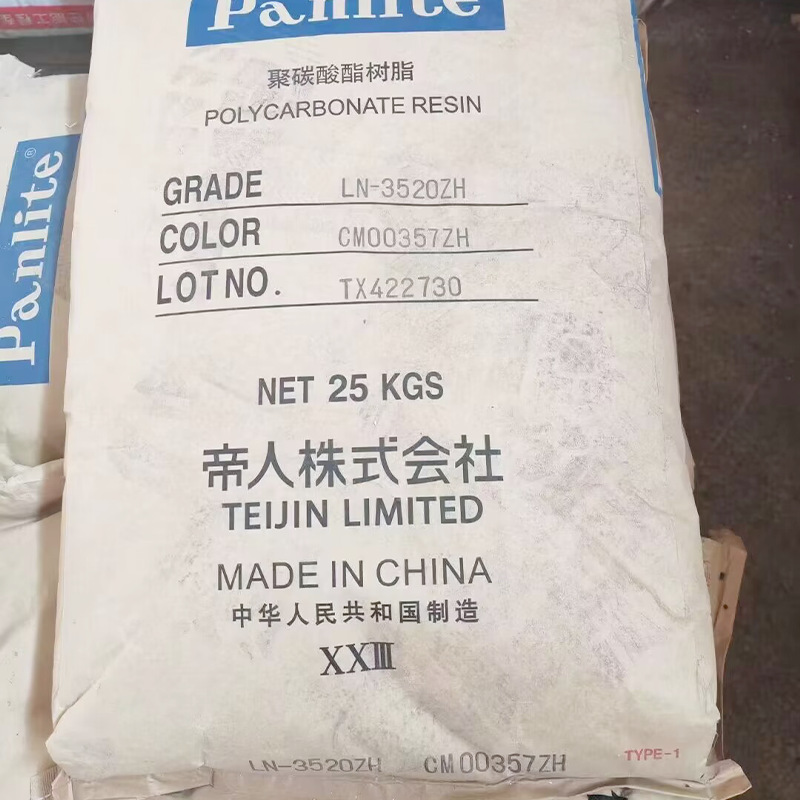 Panlite
聚碳酸酯树脂
POLYCARBONATE RESIN
GRADE LN-3520ZH
COLOR CM00357ZH
LOT NO. TX422730
NET 25 KGS
帝人株式会社
TEIJIN LIMITED
MADE IN CHINA
中华人民共和国制造
XXIII
LN-3520ZH CM00357ZH TYPE-1
Panlite®